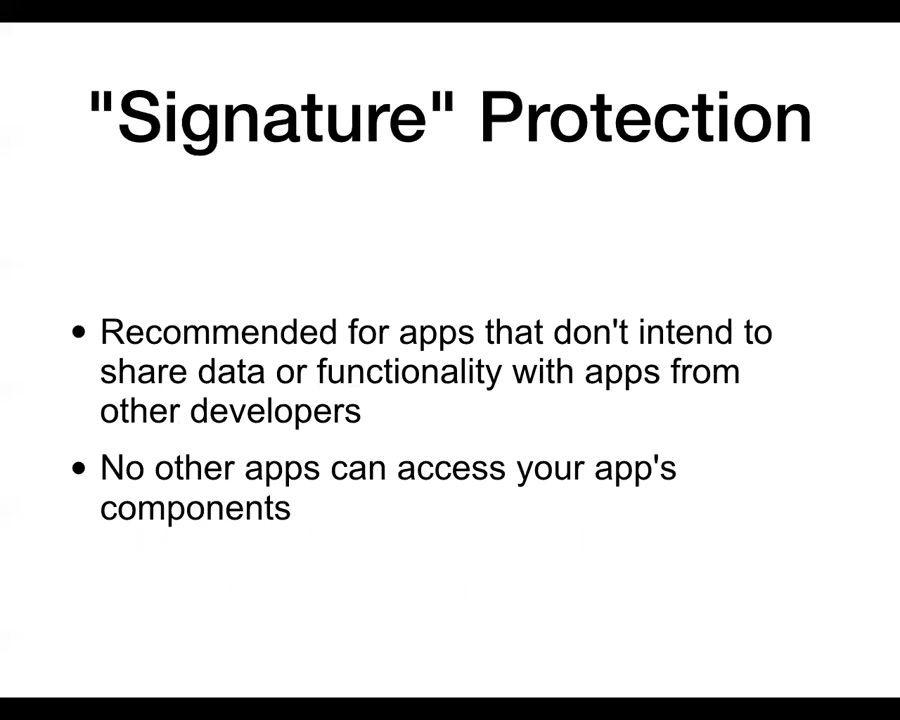 "Signature" Protection
• Recommended for apps that don't intend to
share data or functionality with apps from
other developers
• No other apps can access your app's
components